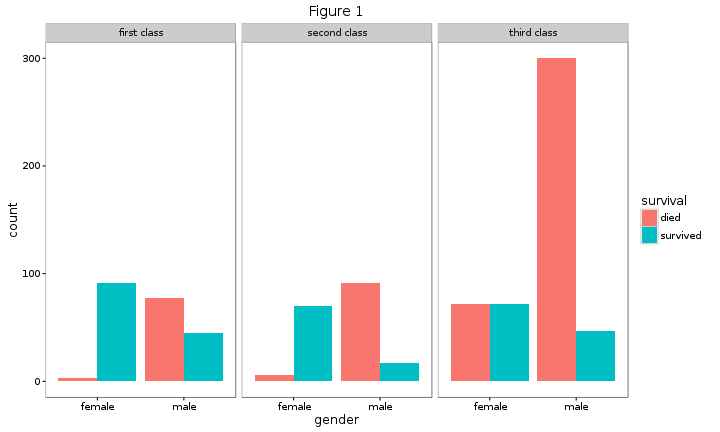 Figure 1
first class
second class
third class
300
200
100
0
count
female
male
female
male
female
male
gender
survival
died
survived